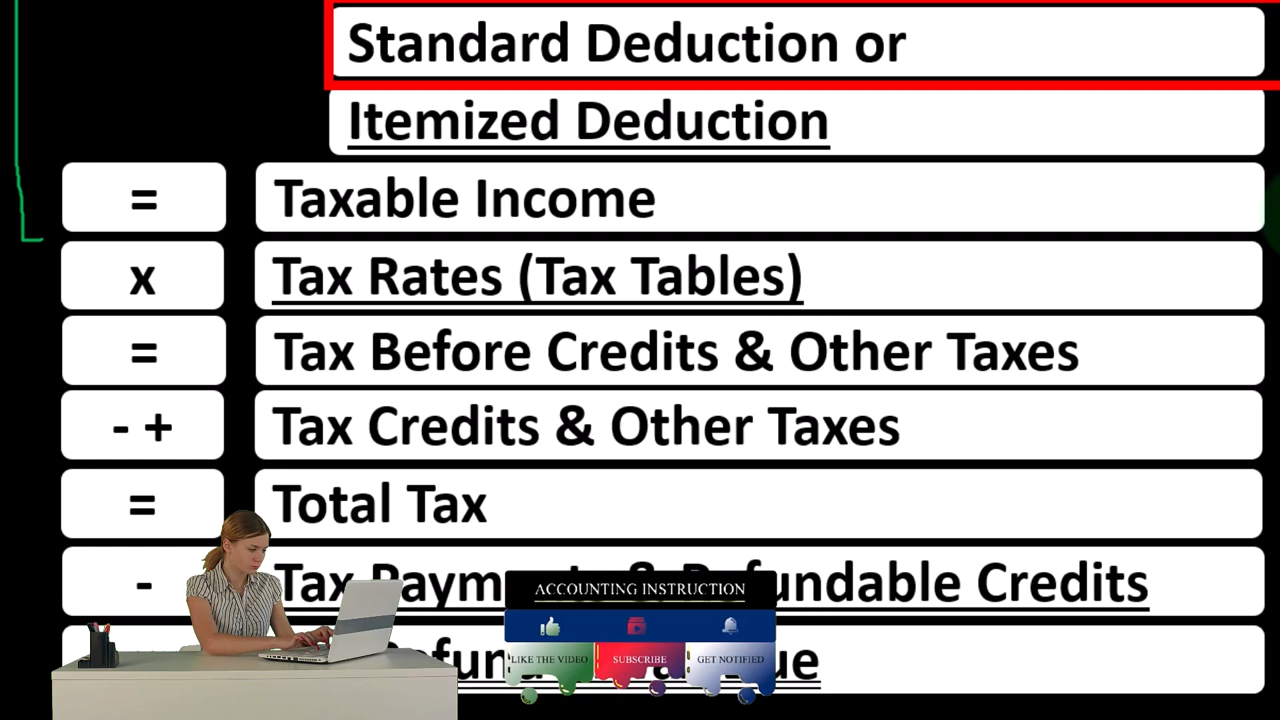 Standard Deduction or
Itemized Deduction
= Taxable Income
x Tax Rates (Tax Tables)
= Tax Before Credits & Other Taxes
- + Tax Credits & Other Taxes
= Total Tax
- Tax Credits
ACCOUNTING INSTRUCTION
LIKE THE VIDEO SUBSCRIBE GET NOTIFIED